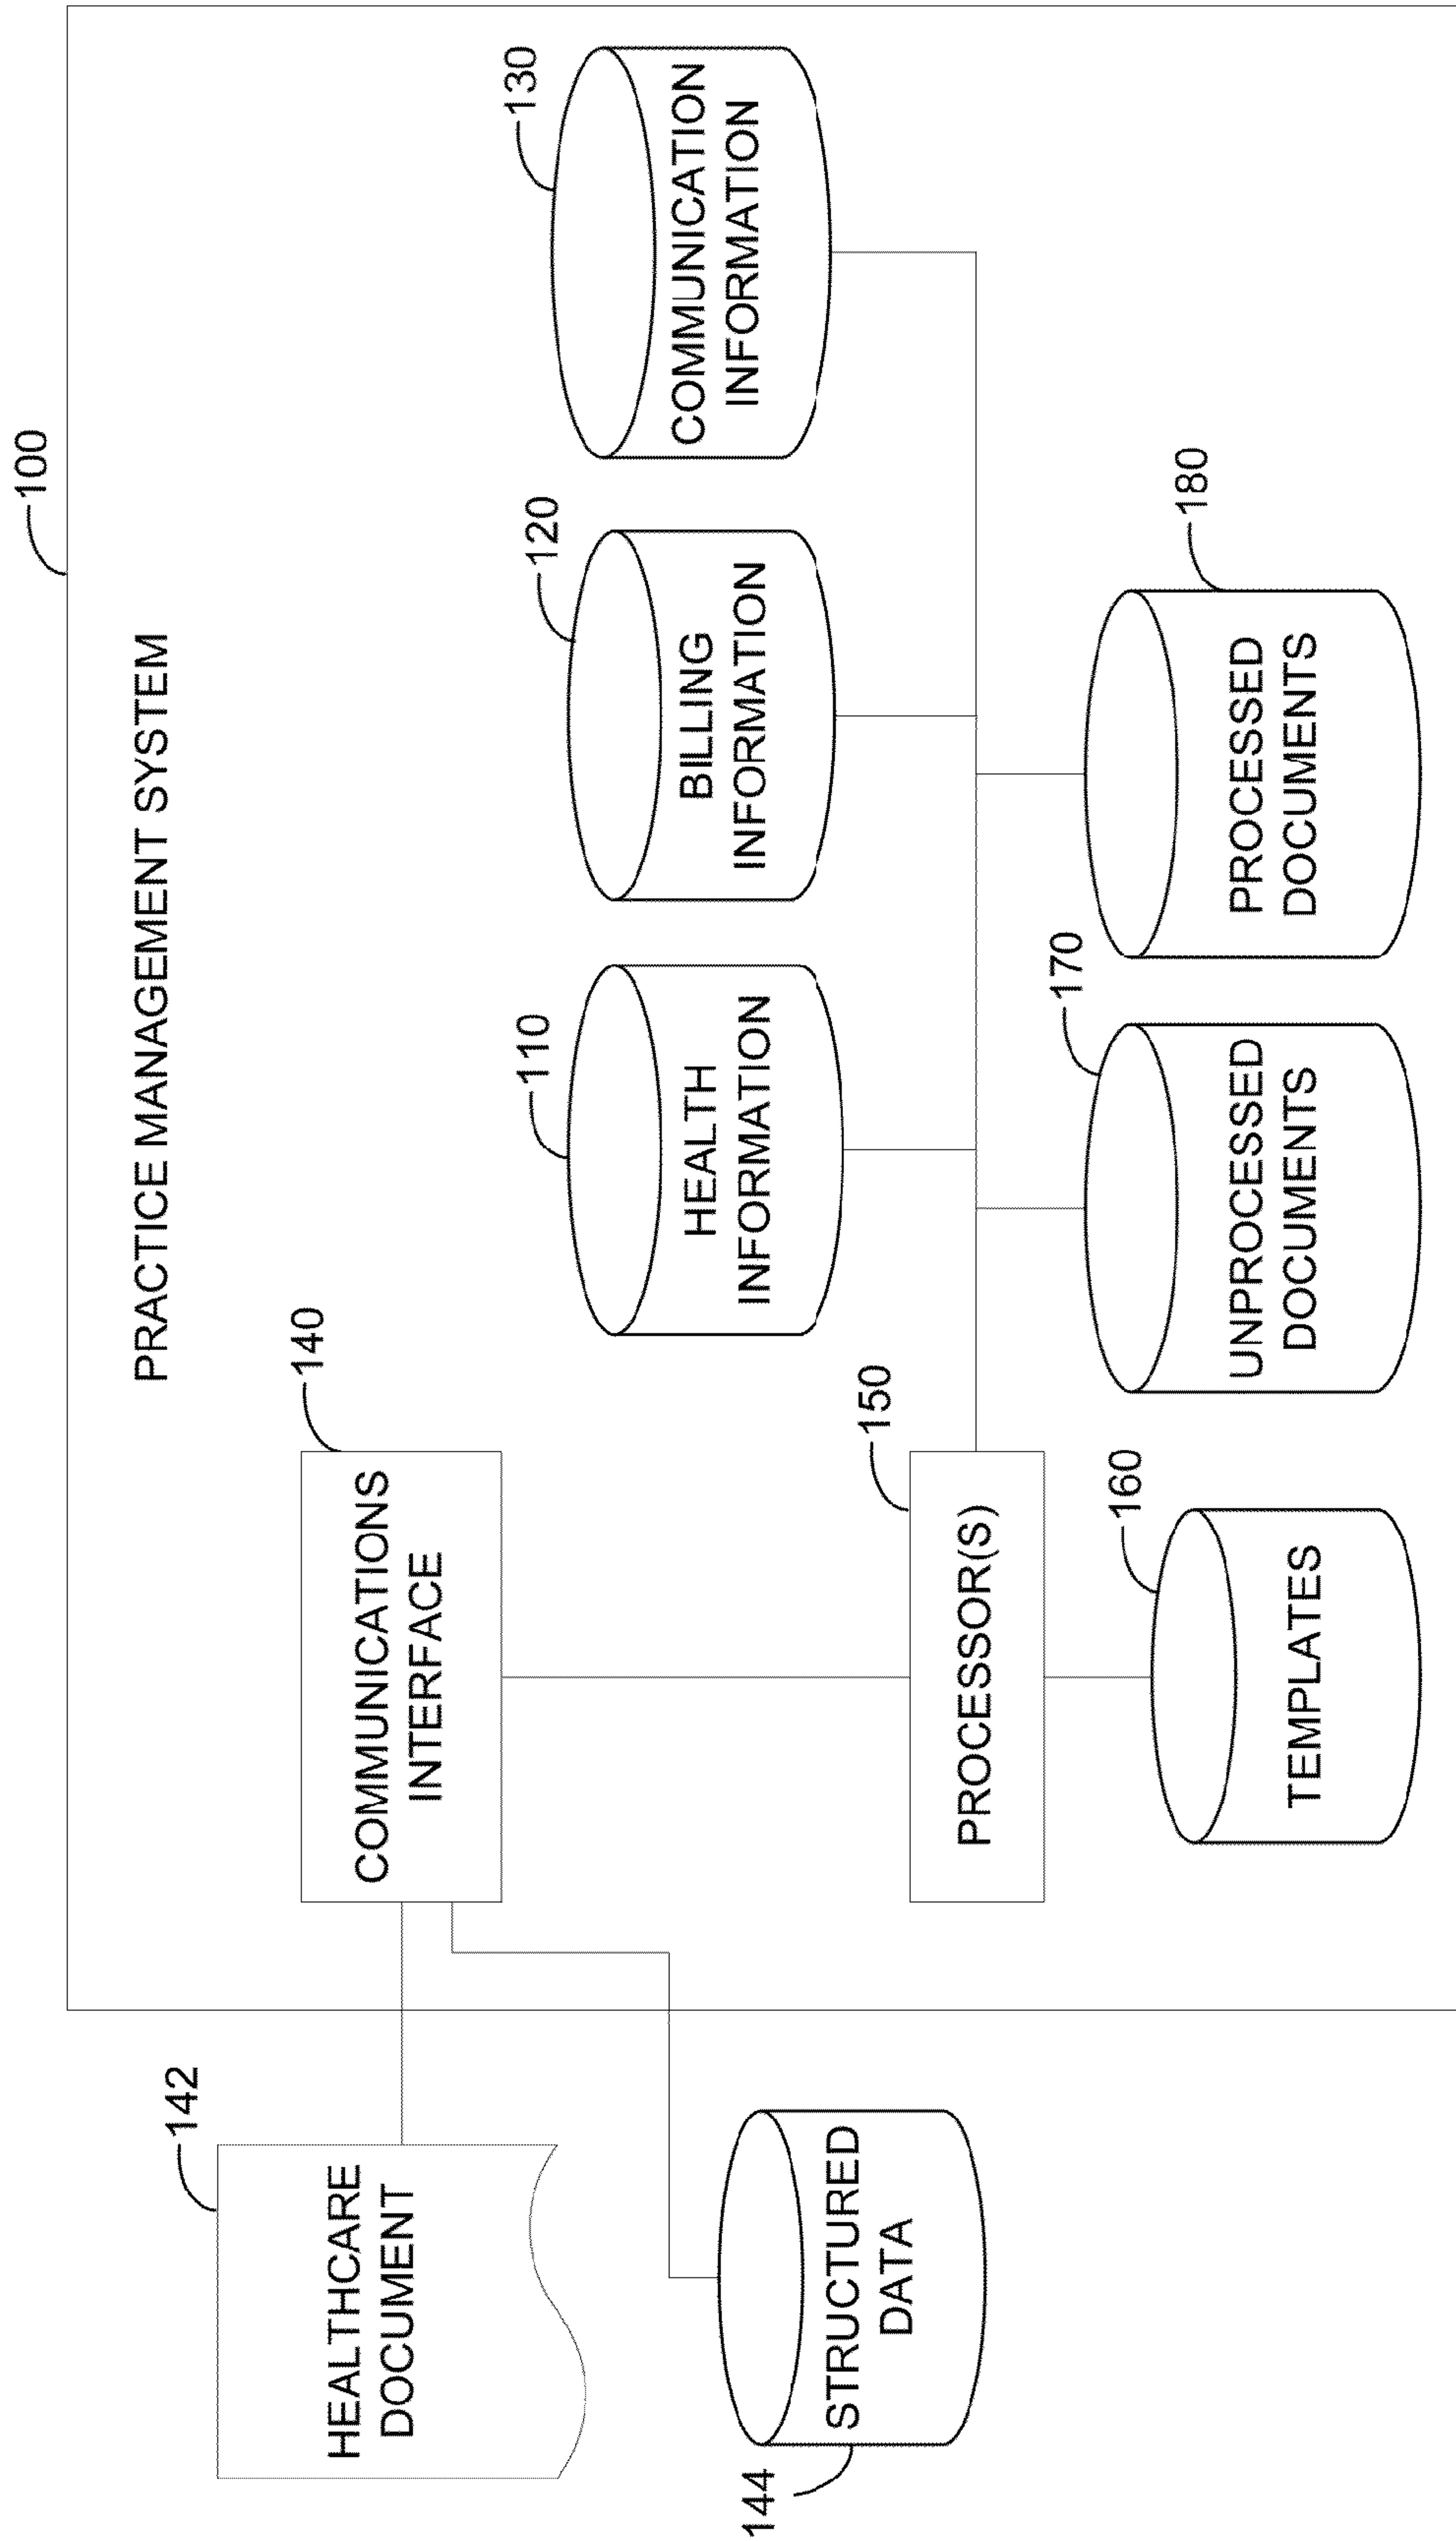 100
PRACTICE MANAGEMENT SYSTEM
142
HEALTHCARE
DOCUMENT
140
COMMUNICATIONS
INTERFACE
110
HEALTH
INFORMATION
120
BILLING
INFORMATION
130
COMMUNICATION
INFORMATION
144
STRUCTURED
DATA
150
PROCESSOR(S)
160
TEMPLATES
170
UNPROCESSED
DOCUMENTS
180
PROCESSED
DOCUMENTS